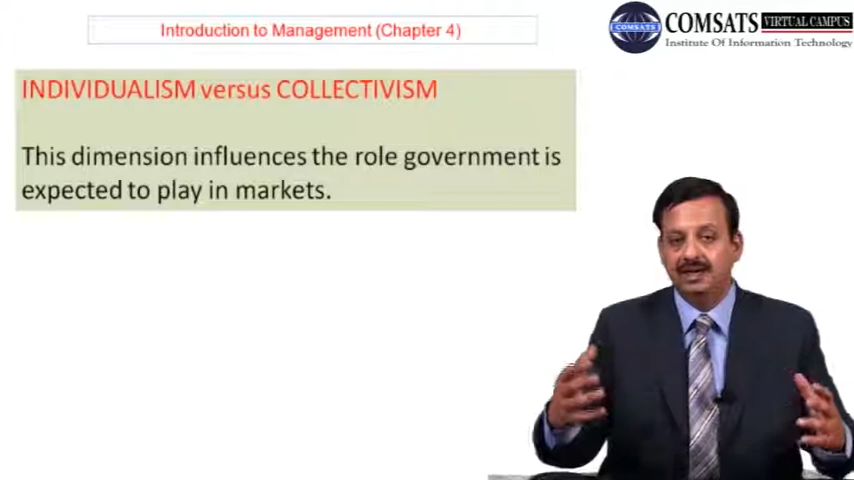 Introduction to Management (Chapter 4)
COMSATS VIRTUAL CAMPUS
Institute Of Information Technology
INDIVIDUALISM versus COLLECTIVISM
This dimension influences the role government is
expected to play in markets.